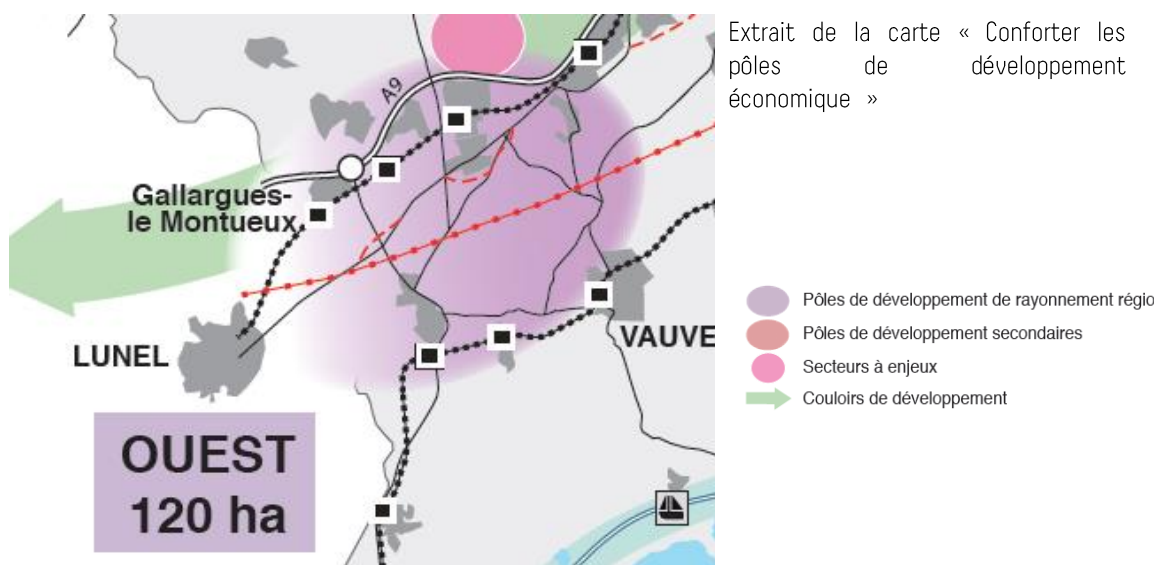 Extrait de la carte « Conforter les
pôles de développement
économique »
A9
Gallargues-
le Montueux
LUNEL
VAUVE
OUEST
120 ha
Pôles de développement de rayonnement régio
Pôles de développement secondaires
Secteurs à enjeux
Couloirs de développement